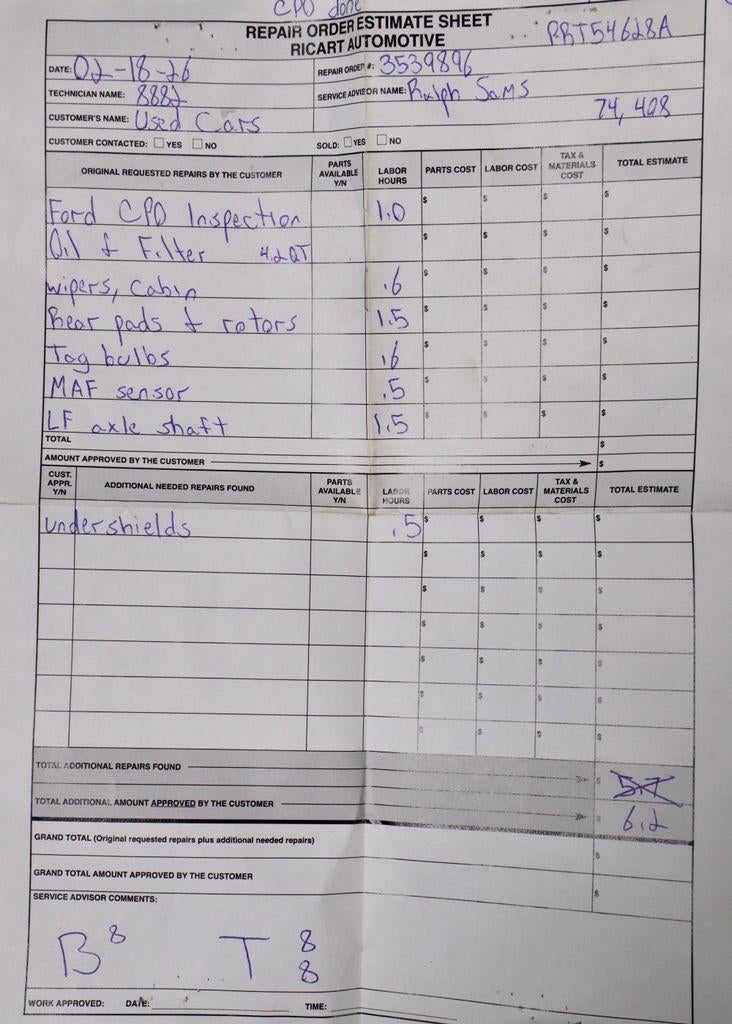 CPO done
REPAIR ORDER ESTIMATE SHEET
RICART AUTOMOTIVE
PRT54628A
DATE: 02-18-26
REPAIR ORDER #: 3539896
TECHNICIAN NAME: 8882
SERVICE ADVISOR NAME: Ralph Sams
74,408
CUSTOMER'S NAME: Used Cars
CUSTOMER CONTACTED: YES NO SOLD: YES NO
ORIGINAL REQUESTED REPAIRS BY THE CUSTOMER PARTS AVAILABLE Y/N LABOR HOURS PARTS COST LABOR COST TAX & MATERIALS COST TOTAL ESTIMATE
Ford CPO Inspection 1.0 $ $ $ $
Oil & Filter 4.2QT $ $ $ $
wipers, cabin .6 $ $ $ $
Rear pads & rotors 1.5 $ $ $ $
Tag bulbs .6 $ $ $ $
MAF sensor .5 $ $ $ $
LF axle shaft 1.5 $ $ $ $
TOTAL $
AMOUNT APPROVED BY THE CUSTOMER $
CUST. APPR. Y/N ADDITIONAL NEEDED REPAIRS FOUND PARTS AVAILABLE Y/N LABOR HOURS PARTS COST LABOR COST TAX & MATERIALS COST TOTAL ESTIMATE
undershields .5 $ $ $ $
$ $ $ $
$ $ $ $
$ $ $ $
$ $ $ $
$ $ $ $
$ $ $ $
TOTAL ADDITIONAL REPAIRS FOUND $ 5.7
TOTAL ADDITIONAL AMOUNT APPROVED BY THE CUSTOMER $ 6.2
GRAND TOTAL (Original requested repairs plus additional needed repairs) $
GRAND TOTAL AMOUNT APPROVED BY THE CUSTOMER $
SERVICE ADVISOR COMMENTS:
B 8 T 8 8
WORK APPROVED: DATE: TIME: